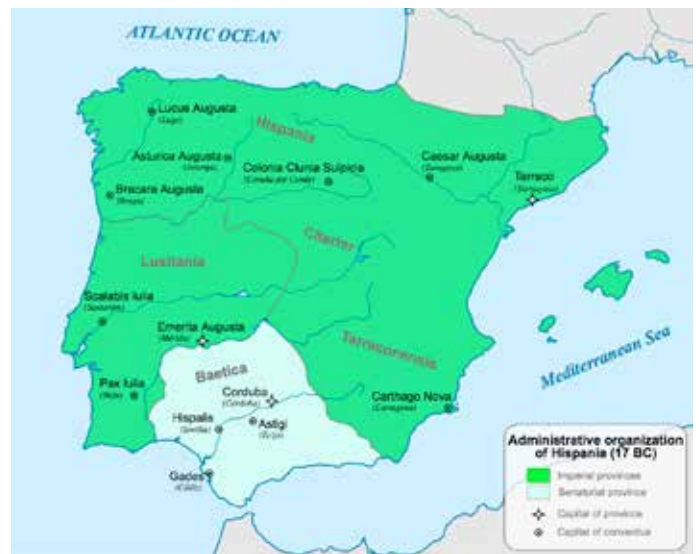 ATLANTIC OCEAN
Lucus Augusta
(Lugo)
Hispania
Asturica Augusta
(Astorga)
Colonia Clunia Sulpicia
Caesar Augusta
(Zaragoza)
Tarraco
(Tarragona)
Bracara Augusta
(Braga)
Citerior
Lusitania
Scalabis Iulia
(Santarém)
Emerita Augusta
(Mérida)
Tarraconensis
Mediterranean Sea
Baetica
Pax Iulia
(Beja)
Corduba
(Córdoba)
Carthago Nova
(Cartagena)
Hispalis
(Sevilla)
Astigi
(Écija)
Gades
(Cádiz)
Administrative organization
of Hispania (17 BC)
Imperial provinces
Senatorial province
Capital of province
Capital of conventus